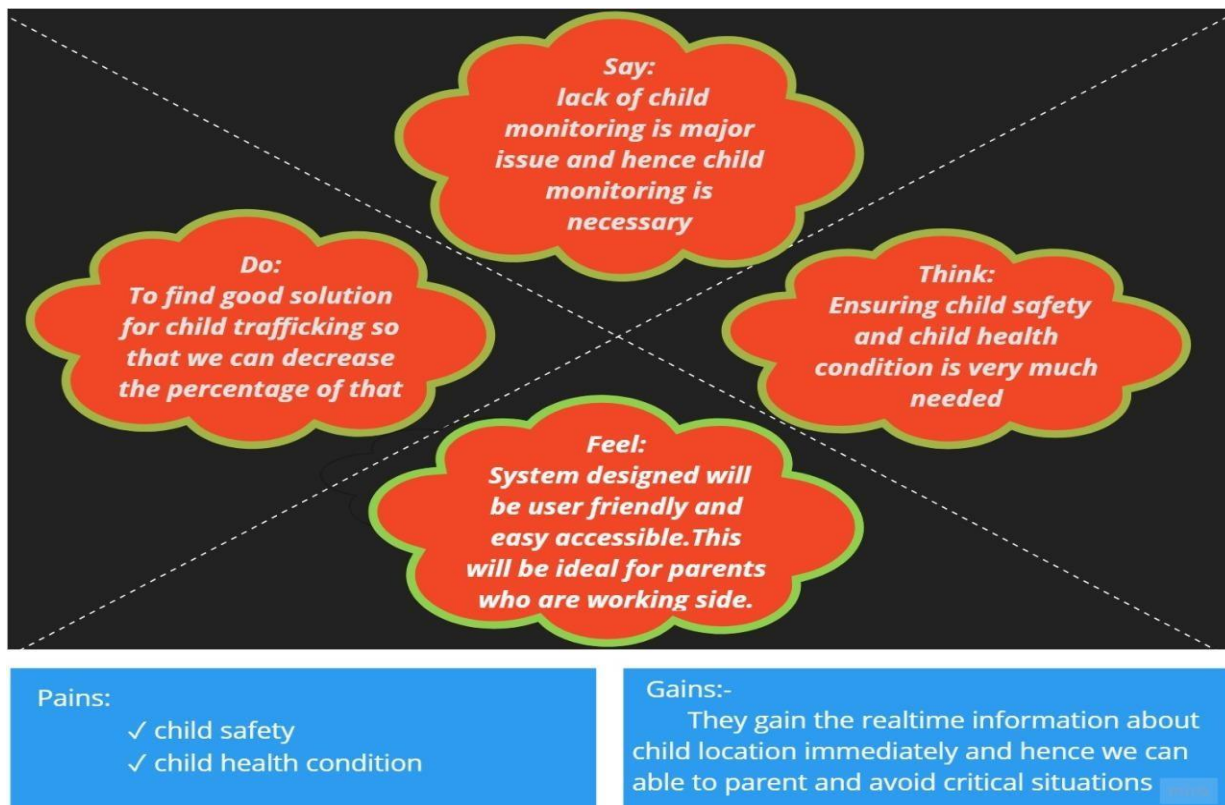 Say:
lack of child
monitoring is major
issue and hence child
monitoring is
necessary
Do:
To find good solution
for child trafficking so
that we can decrease
the percentage of that
Think:
Ensuring child safety
and child health
condition is very much
needed
Feel:
System designed will
be user friendly and
easy accessible.This
will be ideal for parents
who are working side.
Pains:
✓ child safety
✓ child health condition
Gains:-
They gain the realtime information about
child location immediately and hence we can
able to parent and avoid critical situations